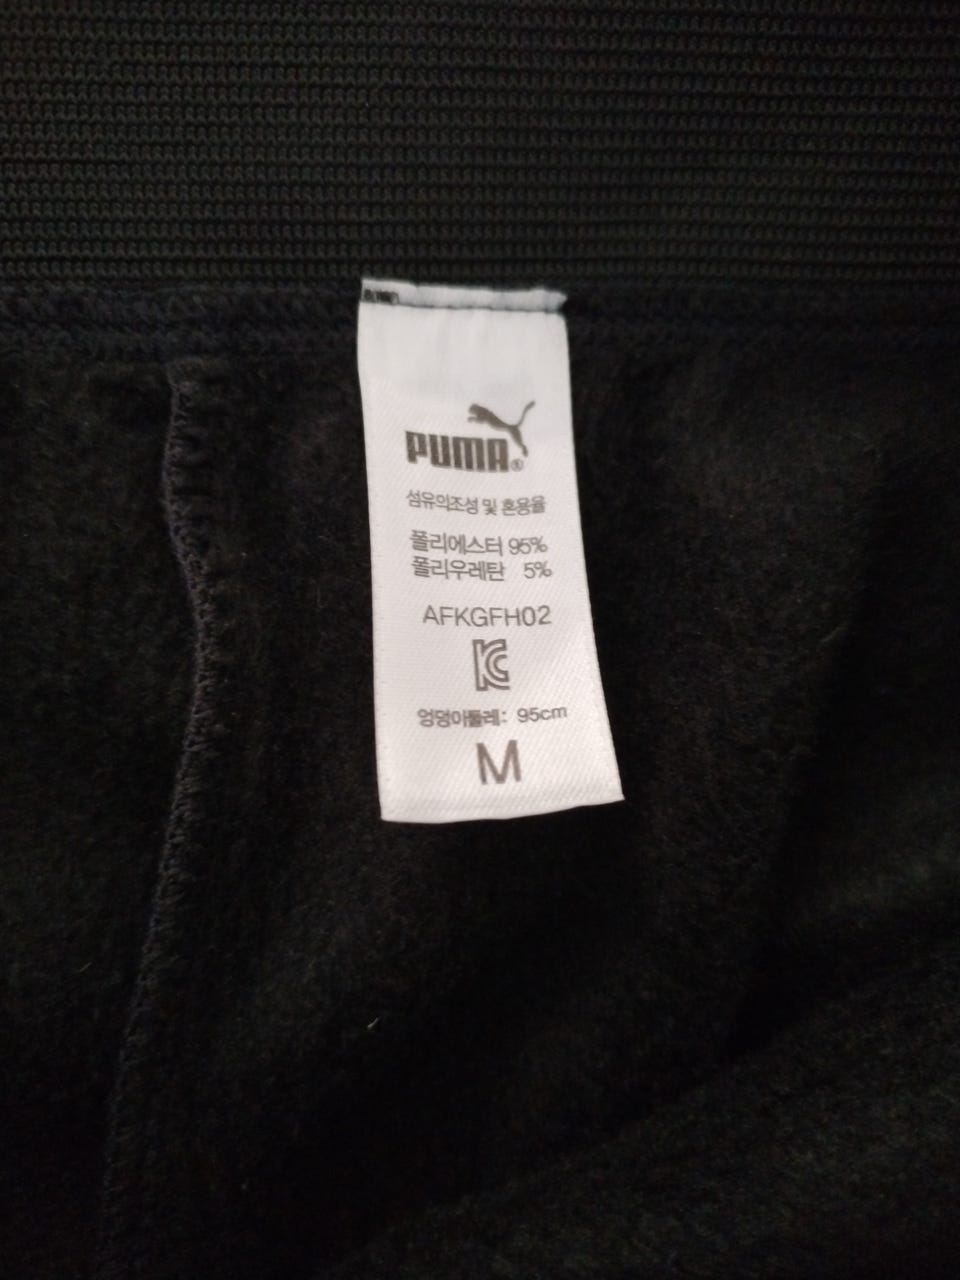 PUMA®
섬유의조성 및 혼용율
폴리에스터 95%
폴리우레탄 5%
AFKGFH02
엉덩이둘레: 95cm
M